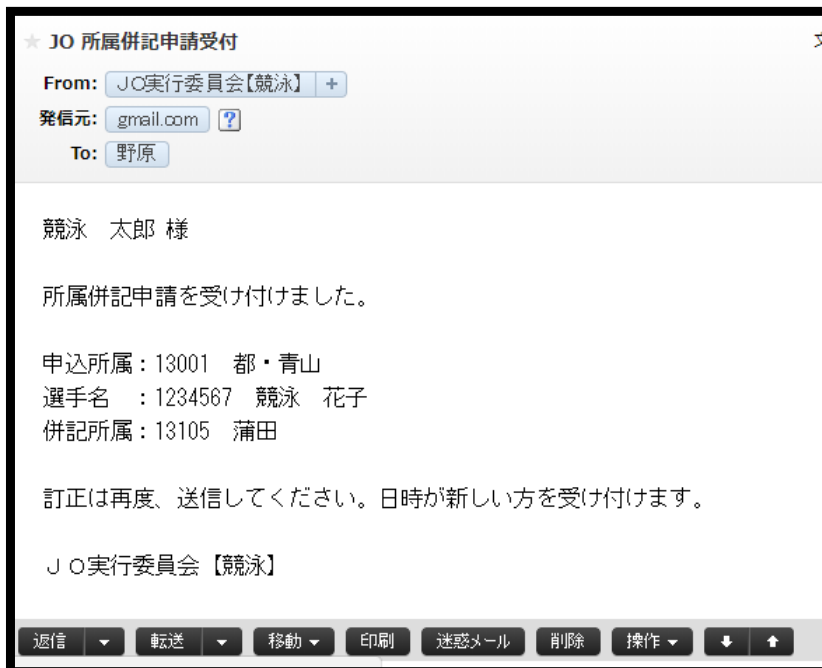 JO 所属併記申請受付
From: JO実行委員会【競泳】 +
発信元: gmail.com ?
To: 野原
競泳　太郎 様
所属併記申請を受け付けました。
申込所属：13001　都・青山
選手名　：1234567　競泳　花子
併記所属：13105　蒲田
訂正は再度、送信してください。日時が新しい方を受け付けます。
ＪＯ実行委員会【競泳】
返信 転送 移動 印刷 迷惑メール 削除 操作